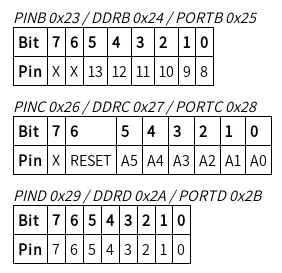 PINB 0x23 / DDRB 0x24 / PORTB 0x25
Bit 7 6 5 4 3 2 1 0
Pin X X 13 12 11 10 9 8
PINC 0x26 / DDRC 0x27 / PORTC 0x28
Bit 7 6 5 4 3 2 1 0
Pin X RESET A5 A4 A3 A2 A1 A0
PIND 0x29 / DDRD 0x2A / PORTD 0x2B
Bit 7 6 5 4 3 2 1 0
Pin 7 6 5 4 3 2 1 0